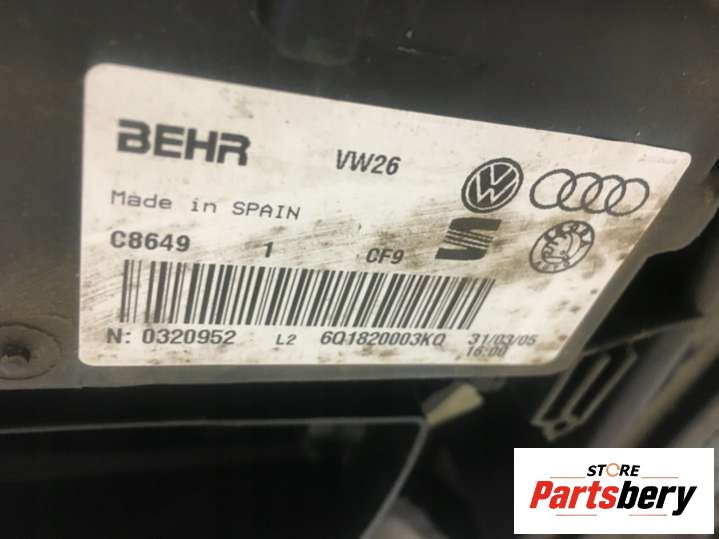 BEHR VW26
Made in SPAIN
C8649 1 CF9
N: 0320952 L2 6Q1820003KQ 31/03/05
16:00
STORE
Partsbery